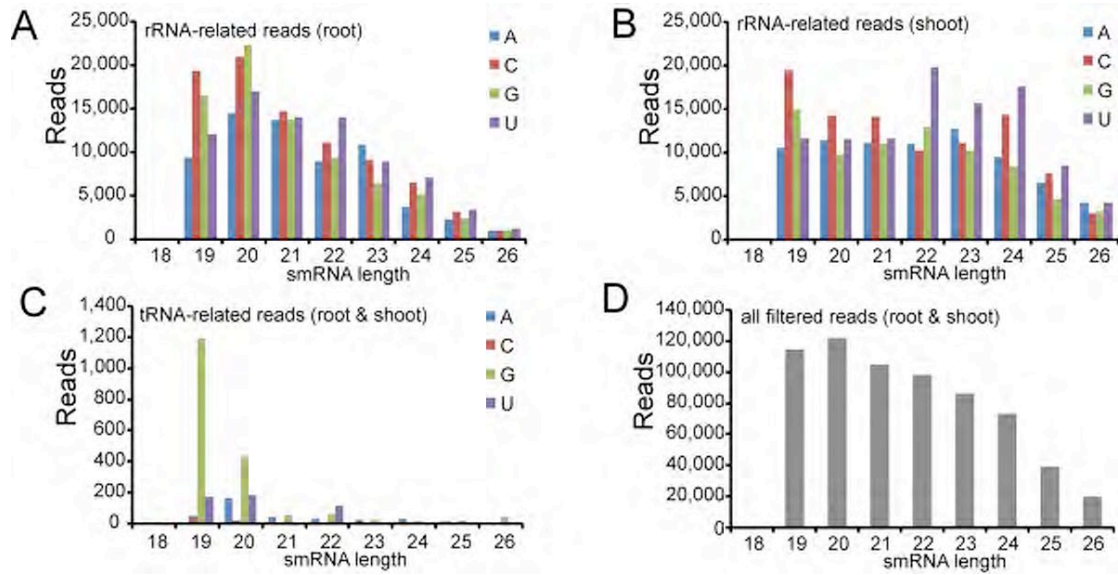 A
rRNA-related reads (root)
Reads
25,000
20,000
15,000
10,000
5,000
0
A
C
G
U
18 19 20 21 22 23 24 25 26
smRNA length
B
rRNA-related reads (shoot)
Reads
25,000
20,000
15,000
10,000
5,000
0
A
C
G
U
18 19 20 21 22 23 24 25 26
smRNA length
C
tRNA-related reads (root & shoot)
Reads
1,400
1,200
1,000
800
600
400
200
0
A
C
G
U
18 19 20 21 22 23 24 25 26
smRNA length
D
all filtered reads (root & shoot)
Reads
140,000
120,000
100,000
80,000
60,000
40,000
20,000
0
18 19 20 21 22 23 24 25 26
smRNA length